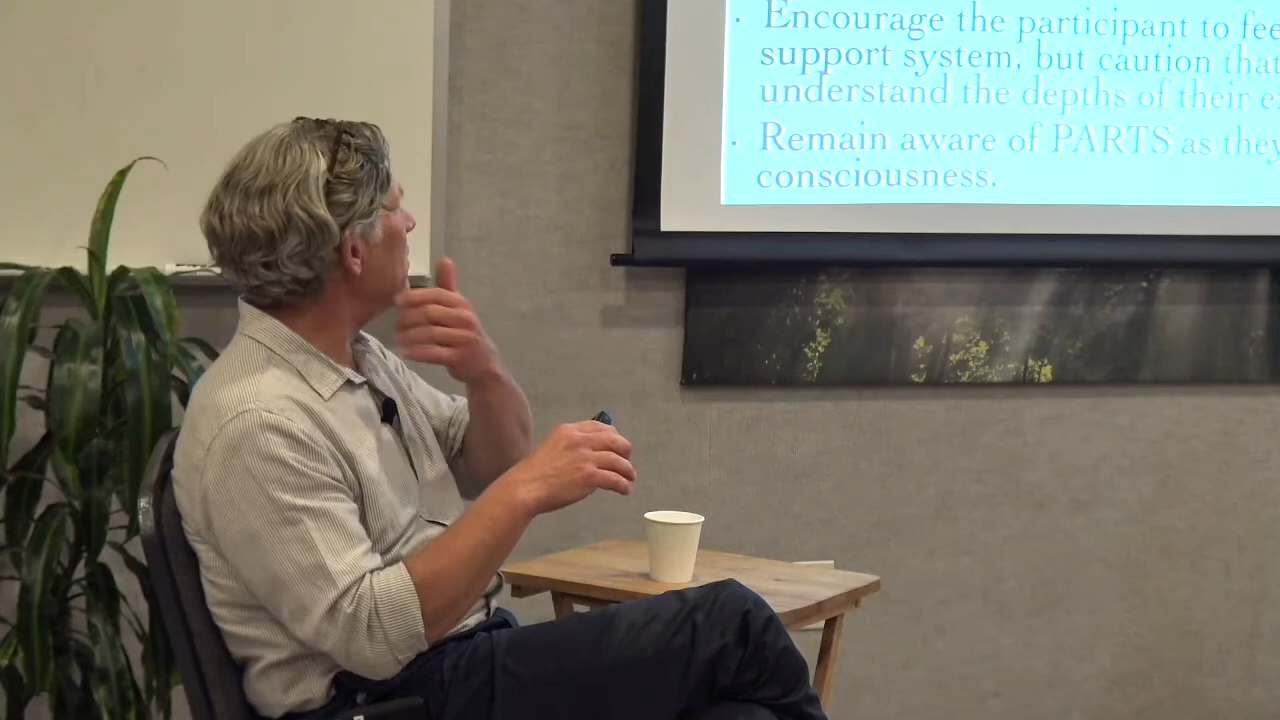 · Encourage the participant to fee
support system, but caution that
understand the depths of their e
· Remain aware of PARTS as they
consciousness.